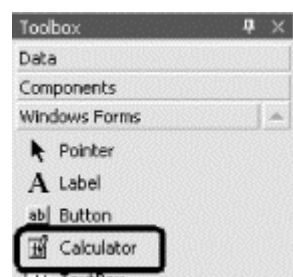 Toolbox
Data
Components
Windows Forms
Pointer
A Label
ab Button
Calculator